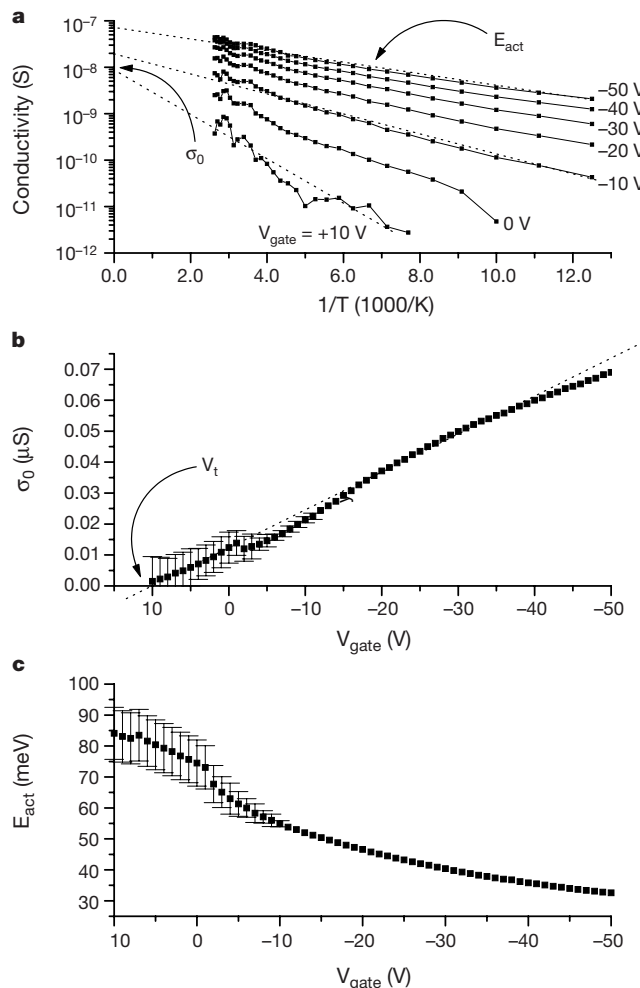 a
10⁻⁷
10⁻⁸
10⁻⁹
10⁻¹⁰
10⁻¹¹
10⁻¹²
Conductivity (S)
E_act
σ₀
–50 V
–40 V
–30 V
–20 V
–10 V
0 V
V_gate = +10 V
0.0 2.0 4.0 6.0 8.0 10.0 12.0
1/T (1000/K)
b
0.07
0.06
0.05
0.04
0.03
0.02
0.01
0.00
σ₀ (μS)
V_t
10 0 –10 –20 –30 –40 –50
V_gate (V)
c
100
90
80
70
60
50
40
30
E_act (meV)
10 0 –10 –20 –30 –40 –50
V_gate (V)